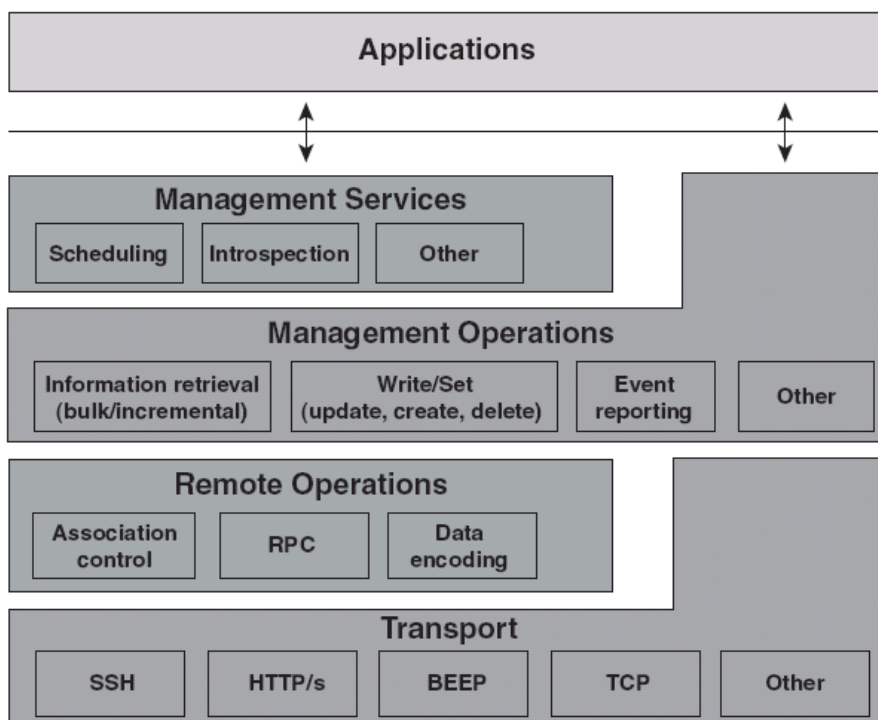 Applications
Management Services
Scheduling
Introspection
Other
Management Operations
Information retrieval
(bulk/incremental)
Write/Set
(update, create, delete)
Event
reporting
Other
Remote Operations
Association
control
RPC
Data
encoding
Transport
SSH
HTTP/s
BEEP
TCP
Other